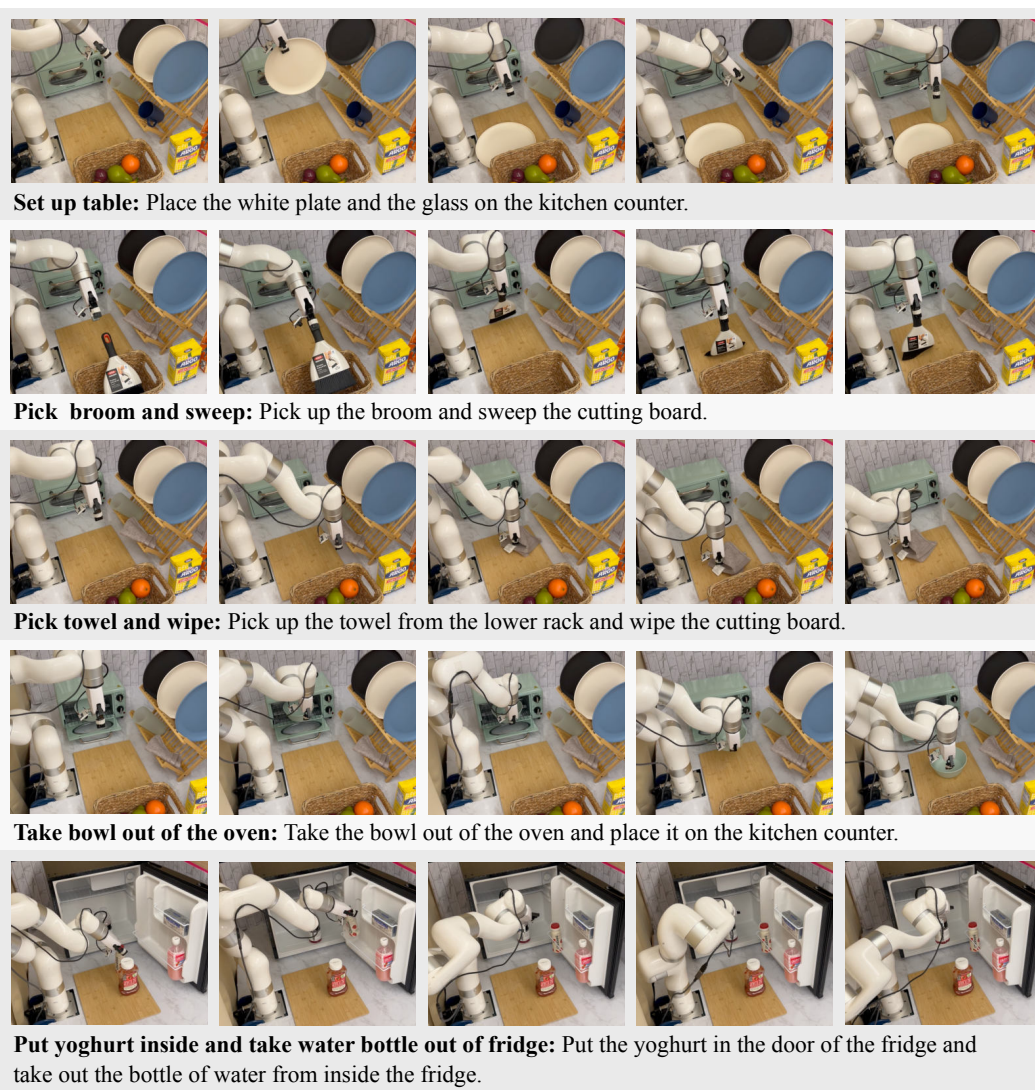 Set up table: Place the white plate and the glass on the kitchen counter.
Pick broom and sweep: Pick up the broom and sweep the cutting board.
Pick towel and wipe: Pick up the towel from the lower rack and wipe the cutting board.
Take bowl out of the oven: Take the bowl out of the oven and place it on the kitchen counter.
Put yoghurt inside and take water bottle out of fridge: Put the yoghurt in the door of the fridge and
take out the bottle of water from inside the fridge.